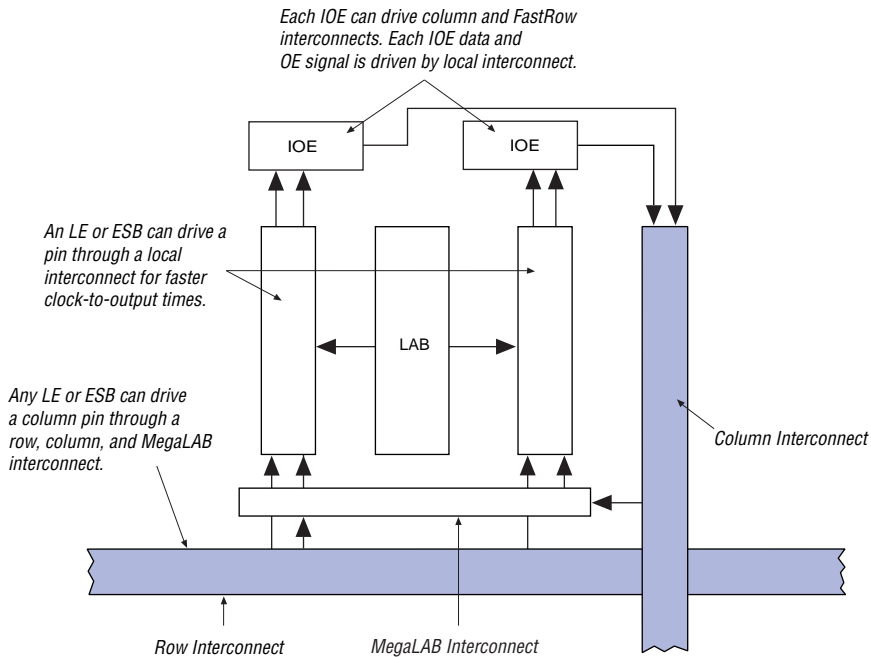 Each IOE can drive column and FastRow
interconnects. Each IOE data and
OE signal is driven by local interconnect.
IOE
IOE
An LE or ESB can drive a
pin through a local
interconnect for faster
clock-to-output times.
LAB
Any LE or ESB can drive
a column pin through a
row, column, and MegaLAB
interconnect.
Column Interconnect
Row Interconnect
MegaLAB Interconnect